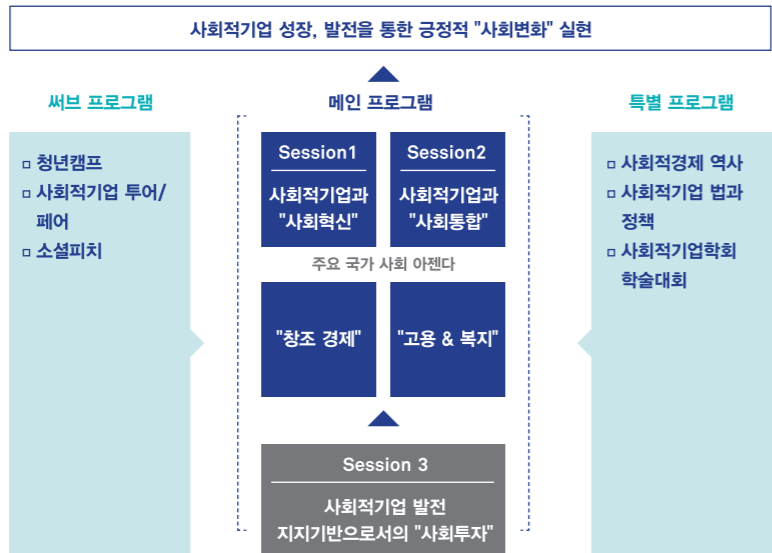 사회적기업 성장, 발전을 통한 긍정적 "사회변화" 실현
써브 프로그램
▫ 청년캠프
▫ 사회적기업 투어/
페어
▫ 소셜피치
메인 프로그램
Session1
사회적기업과
"사회혁신"
Session2
사회적기업과
"사회통합"
주요 국가 사회 아젠다
"창조 경제"
"고용 & 복지"
Session 3
사회적기업 발전
지지기반으로서의 "사회투자"
특별 프로그램
▫ 사회적경제 역사
▫ 사회적기업 법과
정책
▫ 사회적기업학회
학술대회